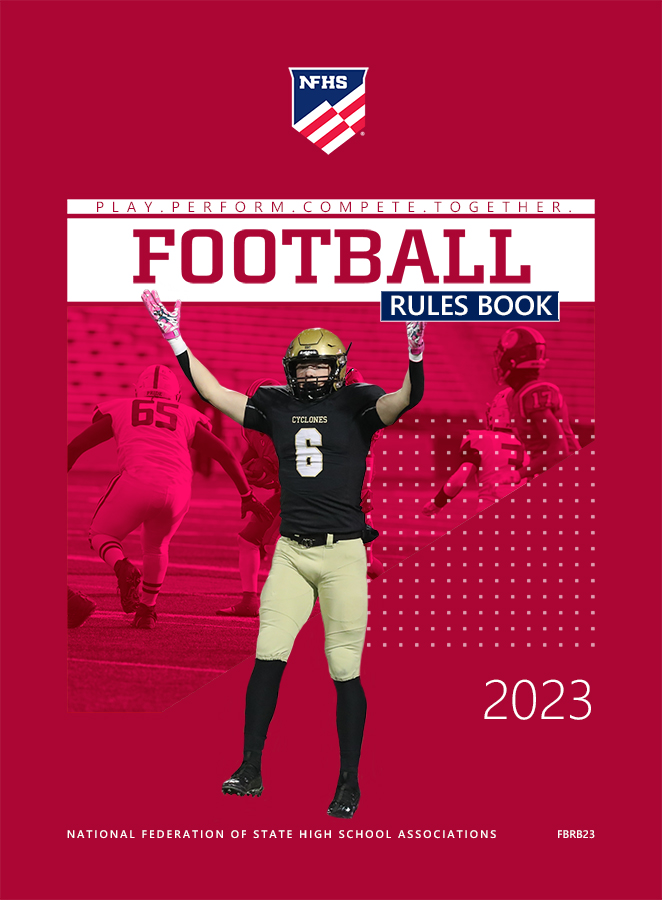 NFHS
PLAY.PERFORM.COMPETE.TOGETHER.
FOOTBALL
RULES BOOK
65
17
CYCLONES
6
2023
NATIONAL FEDERATION OF STATE HIGH SCHOOL ASSOCIATIONS
FBRB23